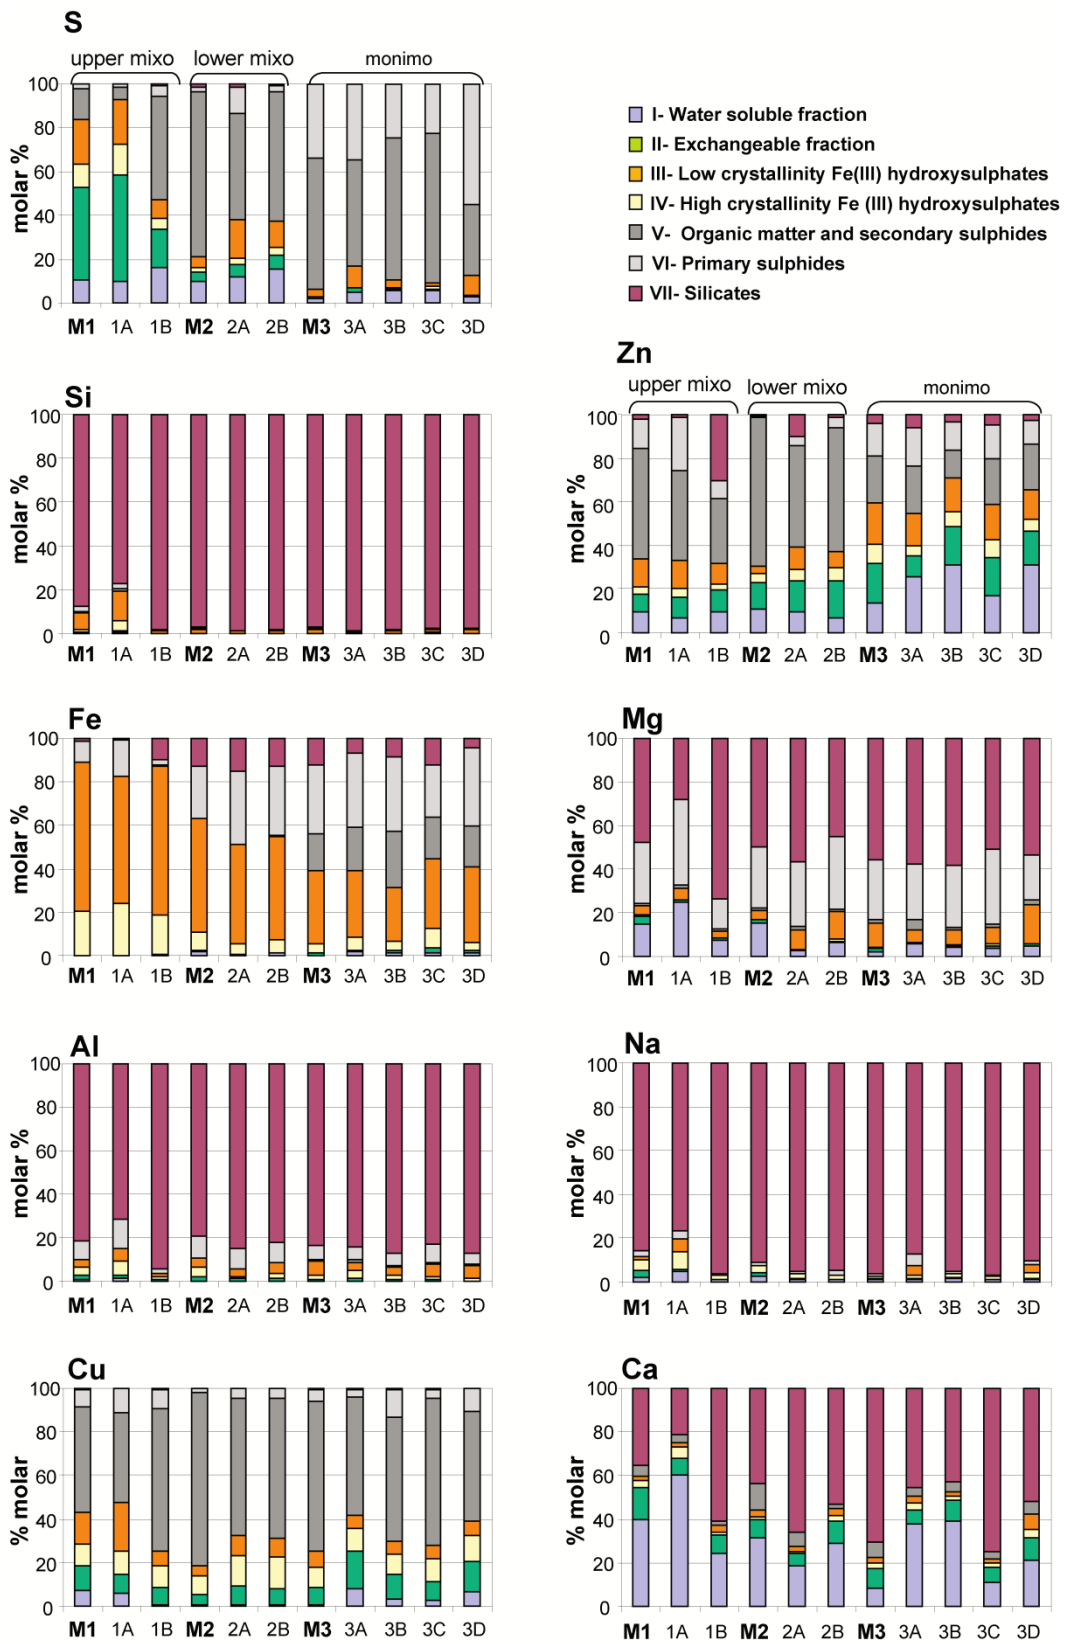 S
upper mixo lower mixo monimo
100
80
60
40
20
0
molar %
M1 1A 1B M2 2A 2B M3 3A 3B 3C 3D
I- Water soluble fraction
II- Exchangeable fraction
III- Low crystallinity Fe(III) hydroxysulphates
IV- High crystallinity Fe (III) hydroxysulphates
V- Organic matter and secondary sulphides
VI- Primary sulphides
VII- Silicates
Si
100
80
60
40
20
0
molar %
M1 1A 1B M2 2A 2B M3 3A 3B 3C 3D
Zn
upper mixo lower mixo monimo
100
80
60
40
20
0
molar %
M1 1A 1B M2 2A 2B M3 3A 3B 3C 3D
Fe
100
80
60
40
20
0
molar %
M1 1A 1B M2 2A 2B M3 3A 3B 3C 3D
Mg
100
80
60
40
20
0
molar %
M1 1A 1B M2 2A 2B M3 3A 3B 3C 3D
Al
100
80
60
40
20
0
molar %
M1 1A 1B M2 2A 2B M3 3A 3B 3C 3D
Na
100
80
60
40
20
0
molar %
M1 1A 1B M2 2A 2B M3 3A 3B 3C 3D
Cu
100
80
60
40
20
0
% molar
M1 1A 1B M2 2A 2B M3 3A 3B 3C 3D
Ca
100
80
60
40
20
0
% molar
M1 1A 1B M2 2A 2B M3 3A 3B 3C 3D